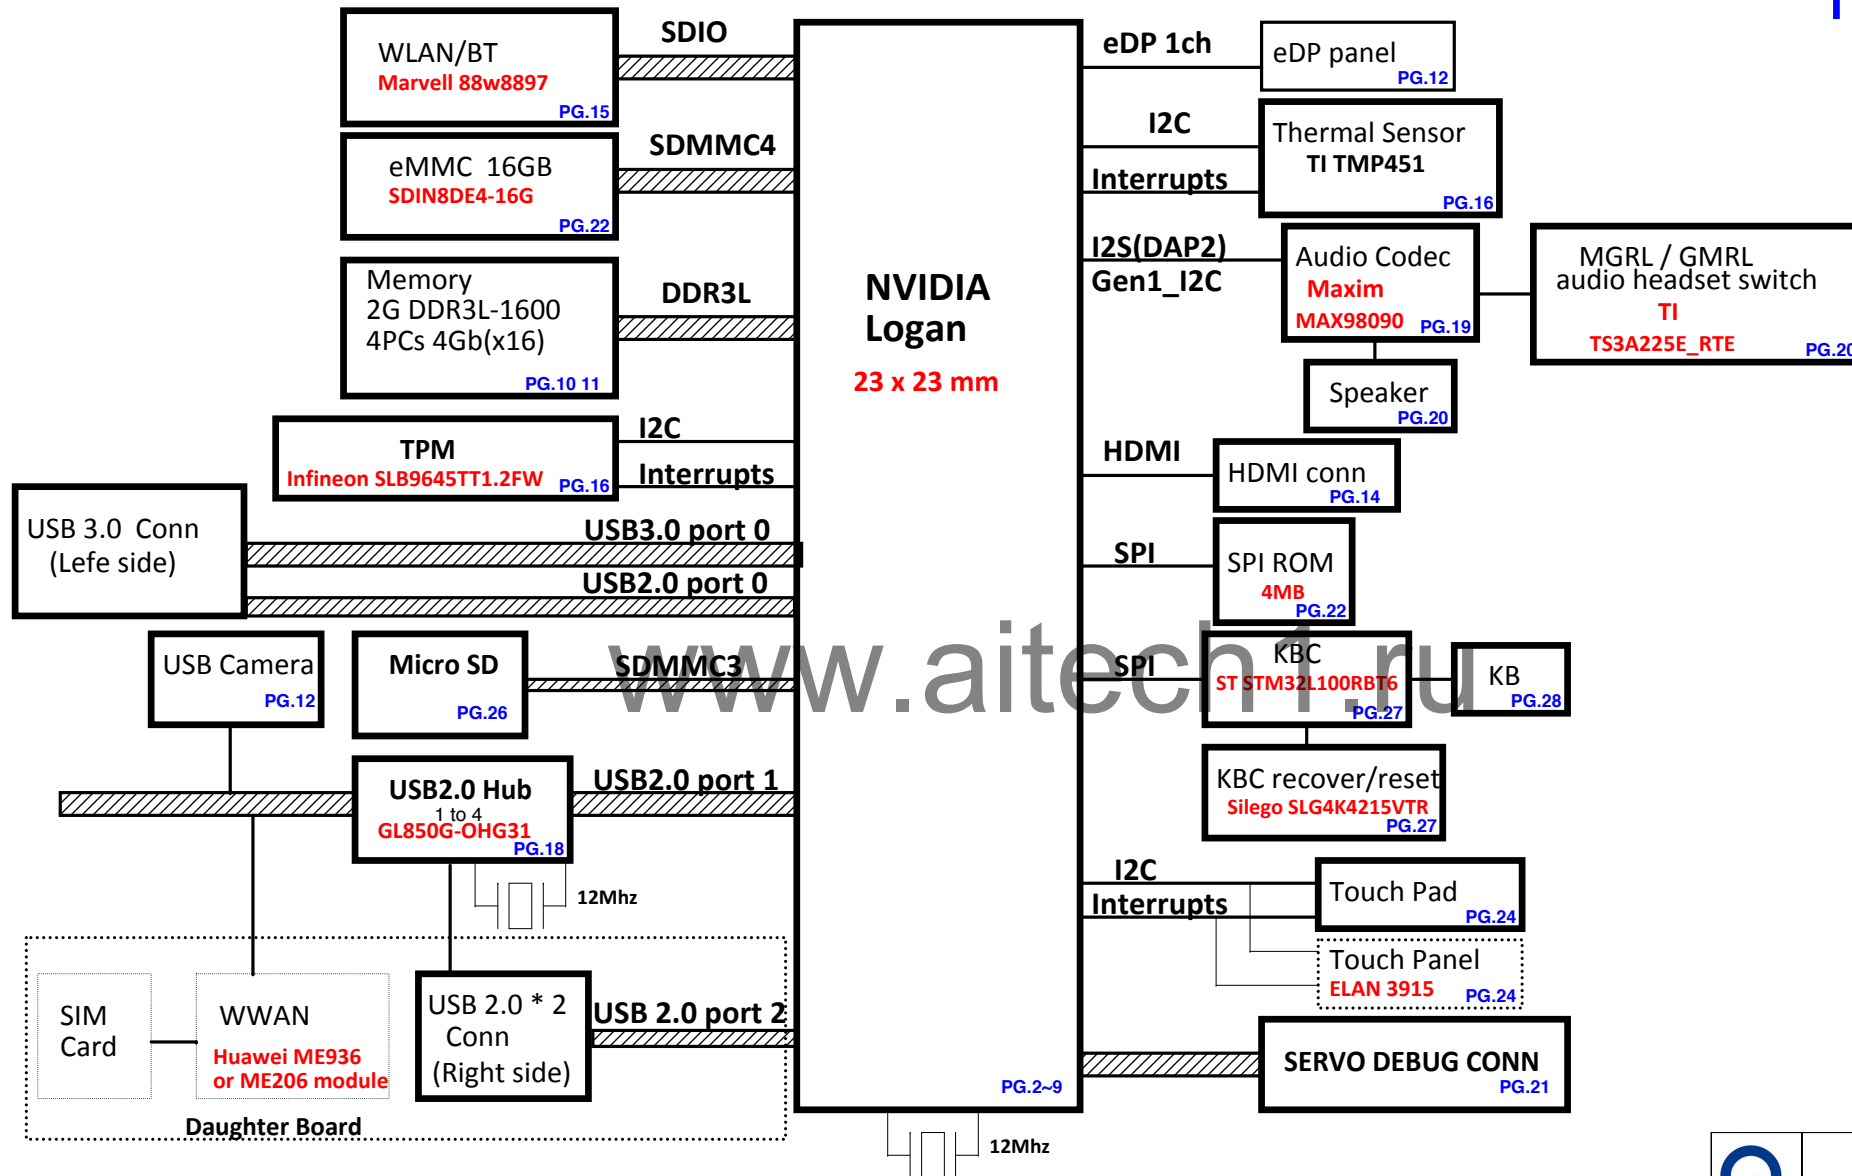 WLAN/BT
Marvell 88w8897
PG.15
SDIO
eMMC 16GB
SDIN8DE4-16G
PG.22
SDMMC4
Memory
2G DDR3L-1600
4PCs 4Gb(x16)
PG.10 11
DDR3L
TPM
Infineon SLB9645TT1.2FW
PG.16
I2C
Interrupts
USB 3.0 Conn
(Lefe side)
USB3.0 port 0
USB2.0 port 0
USB Camera
PG.12
Micro SD
PG.26
SDMMC3
USB2.0 Hub
1 to 4
GL850G-OHG31
PG.18
USB2.0 port 1
12Mhz
SIM
Card
WWAN
Huawei ME936
or ME206 module
USB 2.0 * 2
Conn
(Right side)
USB 2.0 port 2
Daughter Board
NVIDIA
Logan
23 x 23 mm
PG.2~9
12Mhz
eDP 1ch
eDP panel
PG.12
I2C
Interrupts
Thermal Sensor
TI TMP451
PG.16
I2S(DAP2)
Gen1_I2C
Audio Codec
Maxim
MAX98090
PG.19
MGRL / GMRL
audio headset switch
TI
TS3A225E_RTE
PG.20
Speaker
PG.20
HDMI
HDMI conn
PG.14
SPI
SPI ROM
4MB
PG.22
SPI
KBC
ST STM32L100RBT6
PG.27
KB
PG.28
KBC recover/reset
Silego SLG4K4215VTR
PG.27
I2C
Interrupts
Touch Pad
PG.24
Touch Panel
ELAN 3915
PG.24
SERVO DEBUG CONN
PG.21
www.aitech1.ru